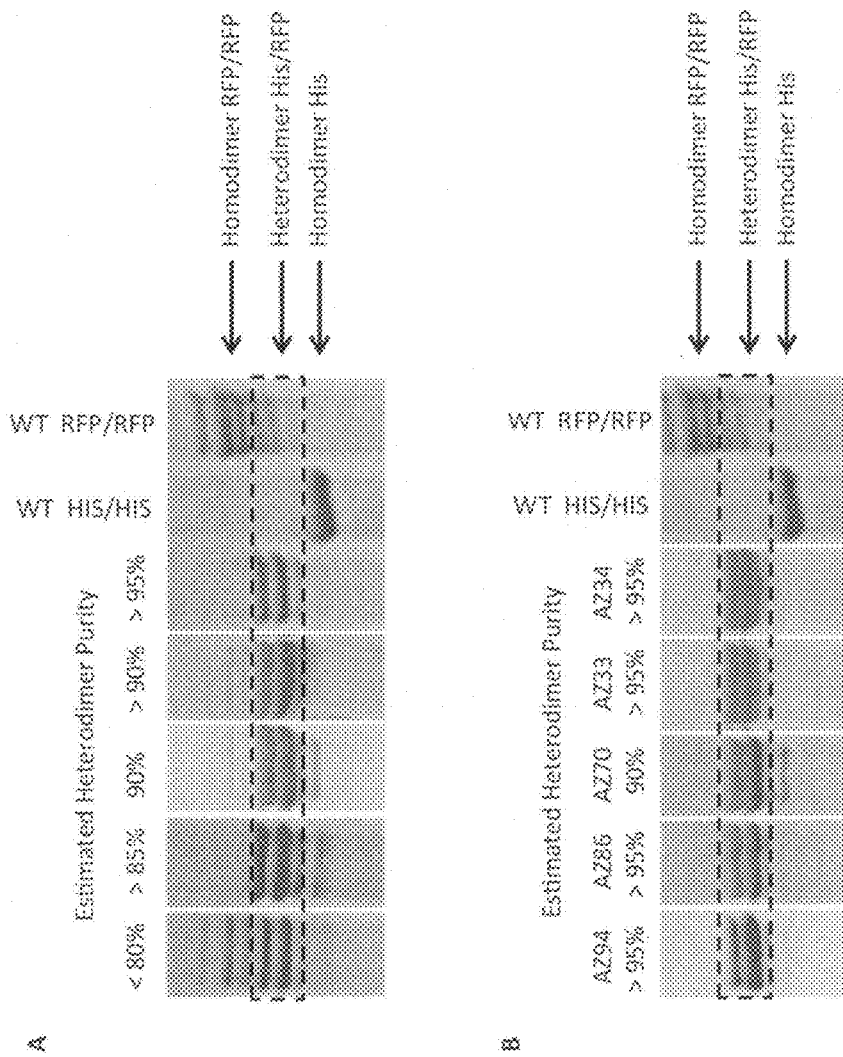 A
Estimated Heterodimer Purity
< 80% > 85% 90% > 90% > 95% WT HIS/HIS WT RFP/RFP
Homodimer RFP/RFP
Heterodimer His/RFP
Homodimer His
B
Estimated Heterodimer Purity
AZ94 AZ86 AZ70 AZ33 AZ34 WT HIS/HIS WT RFP/RFP
> 95% > 95% 90% > 95% > 95%
Homodimer RFP/RFP
Heterodimer His/RFP
Homodimer His